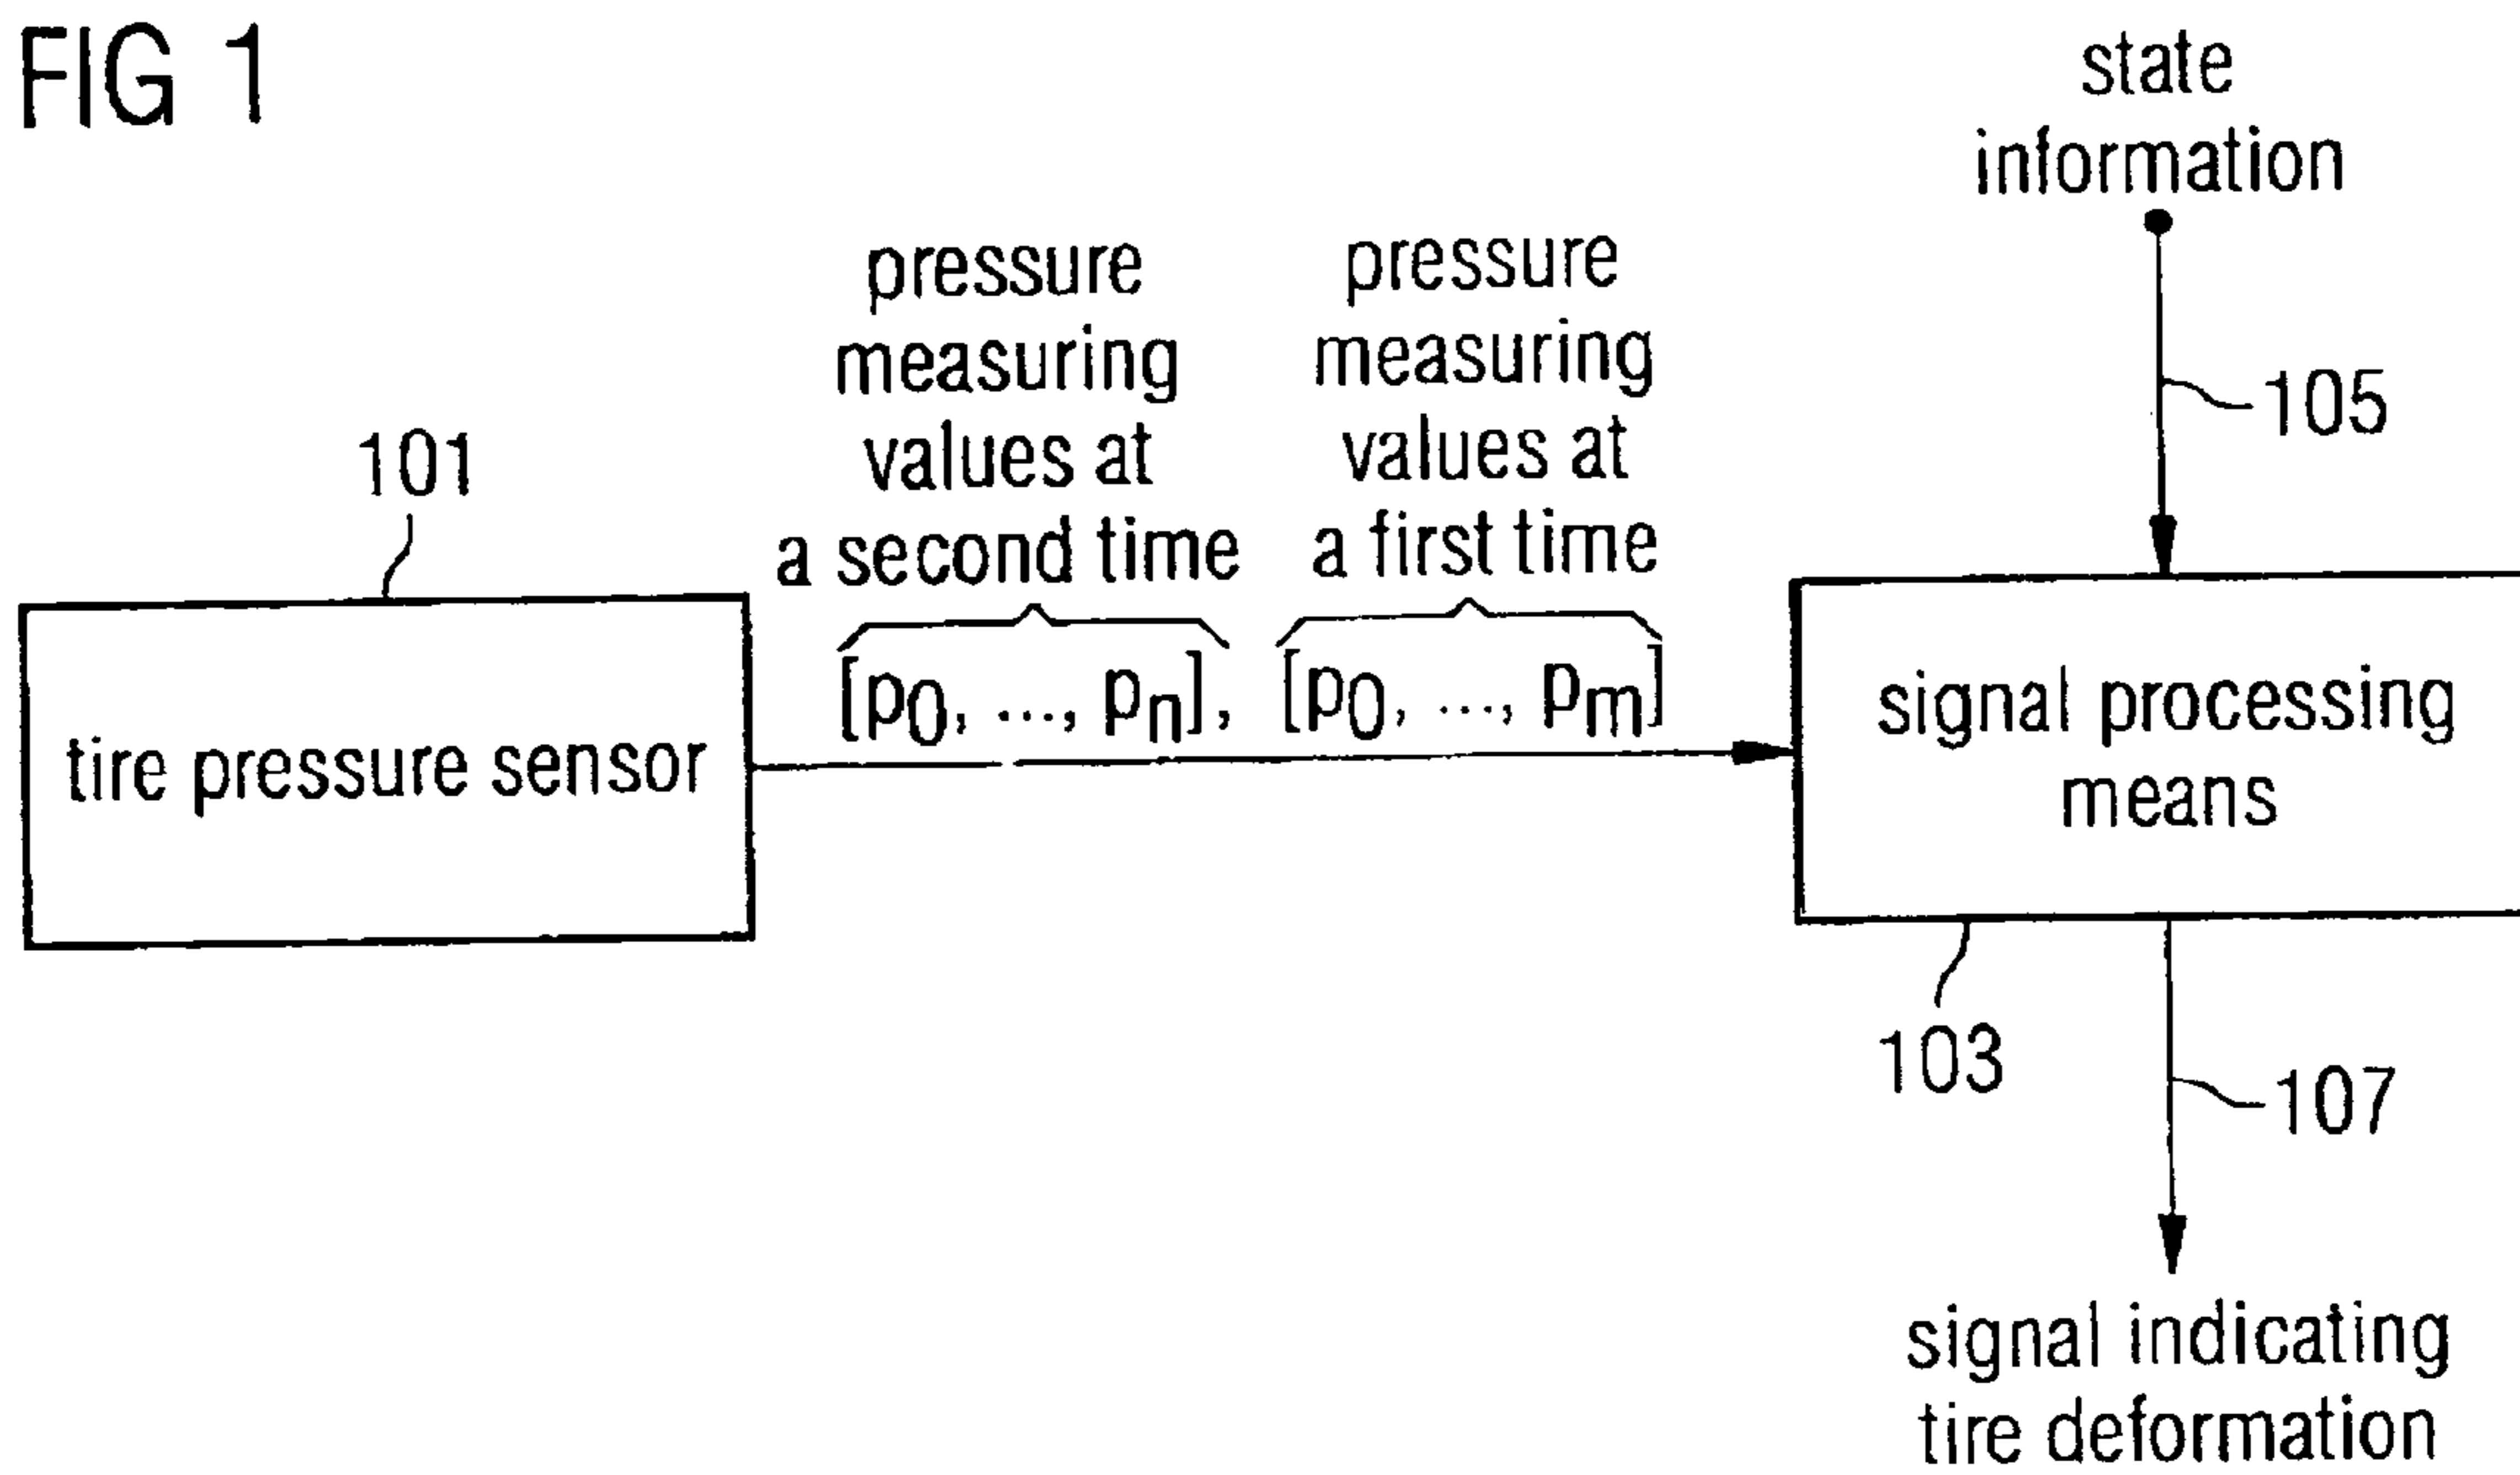 FIG 1
state
information
105
pressure
measuring
values at
a second time
pressure
measuring
values at
a first time
101
[p0, ..., pn], [p0, ..., pm]
tire pressure sensor
signal processing
means
103
107
signal indicating
tire deformation